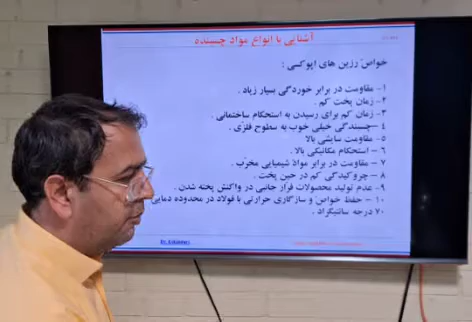 آشنایی با انواع مواد چسبنده
خواص رزین های اپوکسی :
۱- مقاومت در برابر خوردگی بسیار زیاد .
۲- زمان پخت کم .
۳- زمان کم برای رسیدن به استحکام ساختمانی .
۴- چسبندگی خیلی خوب به سطوح فلزی .
۵- مقاومت سایشی بالا
۶ - استحکام مکانیکی بالا .
۷ – مقاومت در برابر مواد شیمیایی مخرب .
۸ – چروکیدگی کم در حین پخت .
۹- عدم تولید محصولات فرار جانبی در واکنش پخته شدن .
۱۰ - حفظ خواص و سازگاری حرارتی با فولاد در محدوده دمایی
۷۰ درجه سانتیگراد .